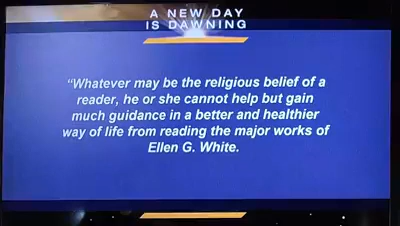 A NEW DAY
IS DAWNING
“Whatever may be the religious belief of a
reader, he or she cannot help but gain
much guidance in a better and healthier
way of life from reading the major works of
Ellen G. White.